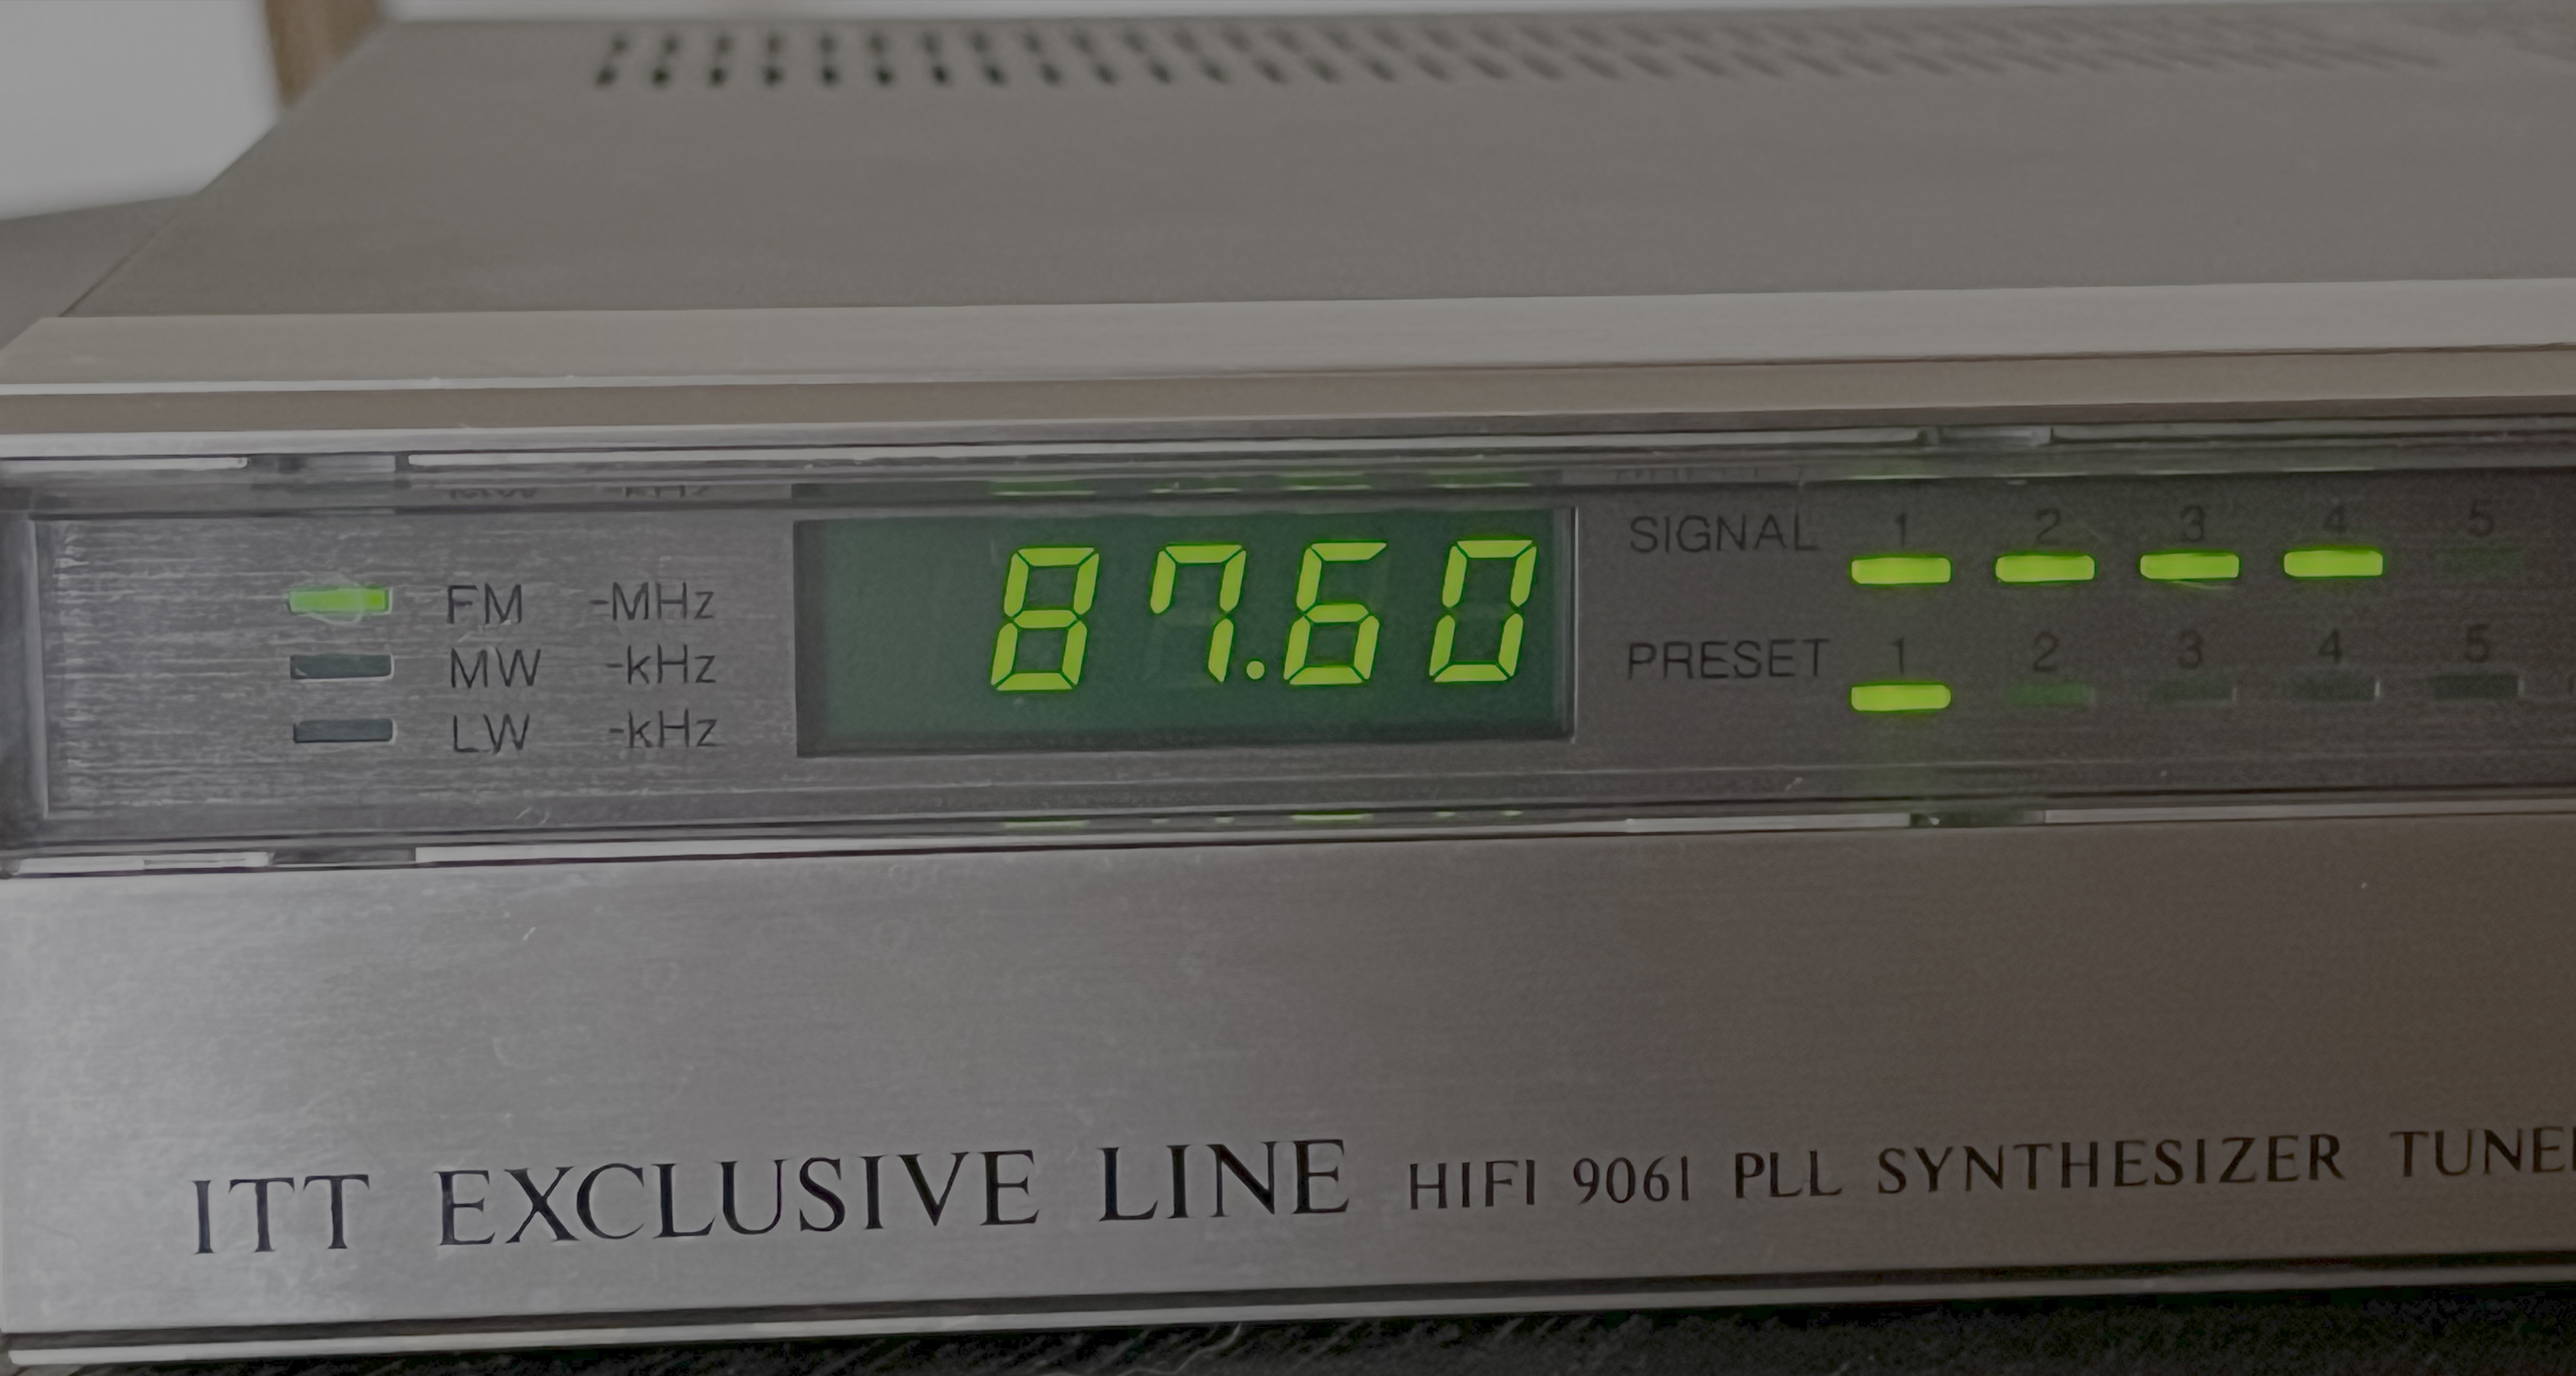 SIGNAL 1 2 3 4 5
FM -MHz
MW -kHz
LW -kHz
87.60
PRESET 1 2 3 4 5
ITT EXCLUSIVE LINE HIFI 9061 PLL SYNTHESIZER TUNE